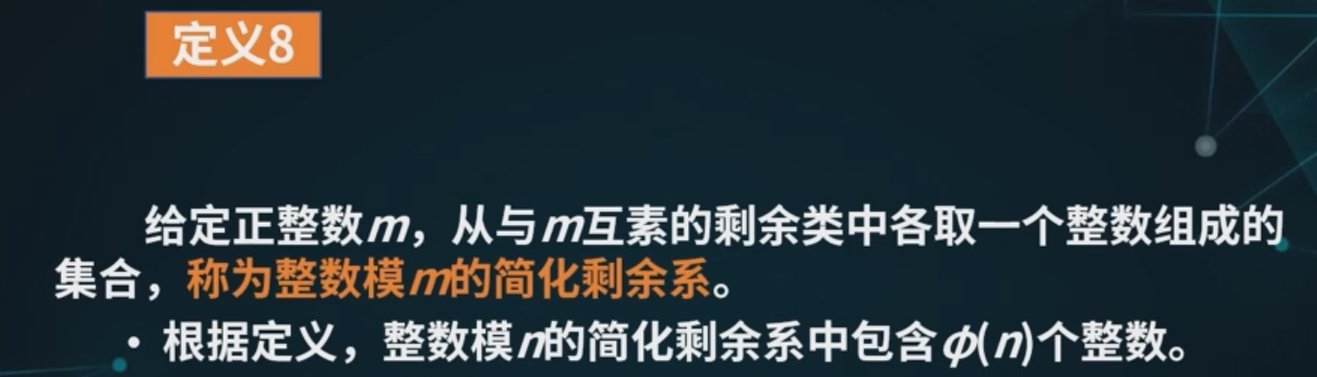 定义8
给定正整数m，从与m互素的剩余类中各取一个整数组成的
集合，称为整数模m的简化剩余系。
• 根据定义，整数模n的简化剩余系中包含ϕ(n)个整数。